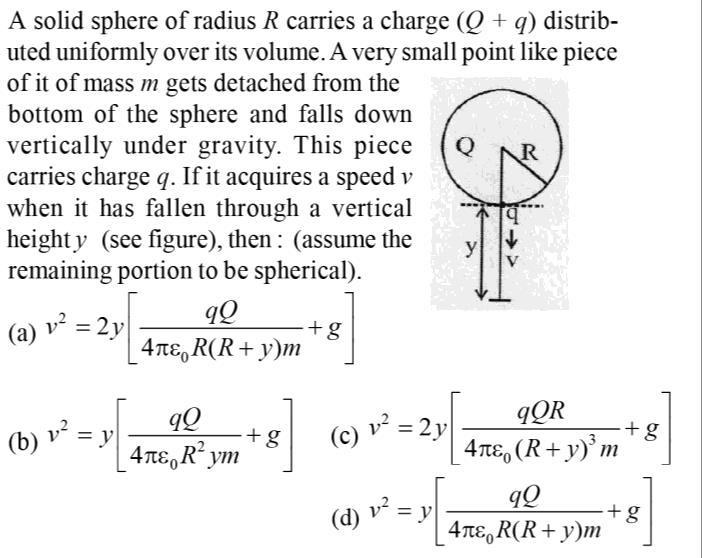 A solid sphere of radius R carries a charge (Q + q) distrib-
uted uniformly over its volume. A very small point like piece
of it of mass m gets detached from the
bottom of the sphere and falls down
vertically under gravity. This piece
carries charge q. If it acquires a speed v
when it has fallen through a vertical
height y (see figure), then : (assume the
remaining portion to be spherical).
Q
R
q
y
v
(a) v² = 2y[qQ/(4πε₀R(R + y)m) + g]
(b) v² = y[qQ/(4πε₀R²ym) + g]
(c) v² = 2y[qQR/(4πε₀(R + y)³m) + g]
(d) v² = y[qQ/(4πε₀R(R + y)m) + g]